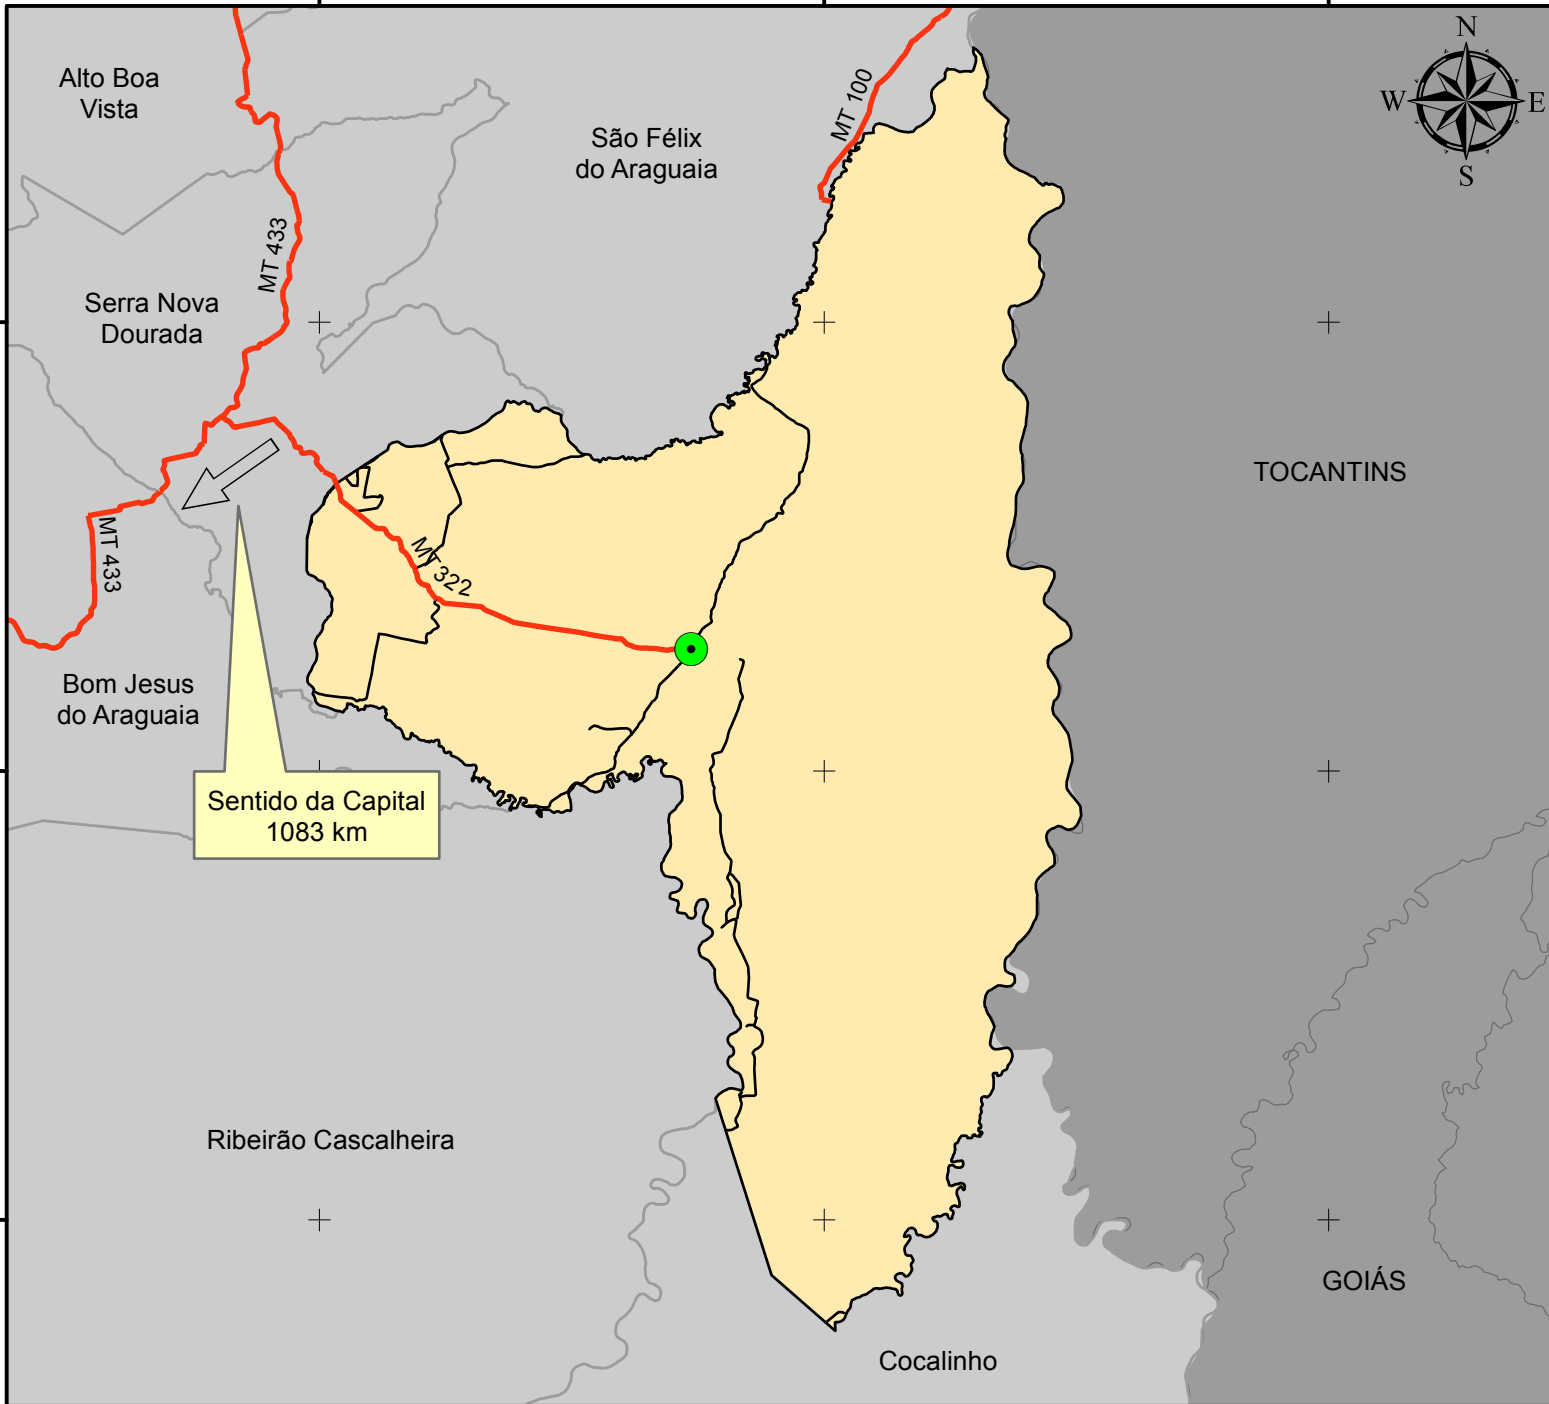 N
W
E
S
Alto Boa
Vista
MT 100
São Félix
do Araguaia
MT 433
Serra Nova
Dourada
TOCANTINS
MT 433
MT 322
Bom Jesus
do Araguaia
Sentido da Capital
1083 km
Ribeirão Cascalheira
GOIÁS
Cocalinho